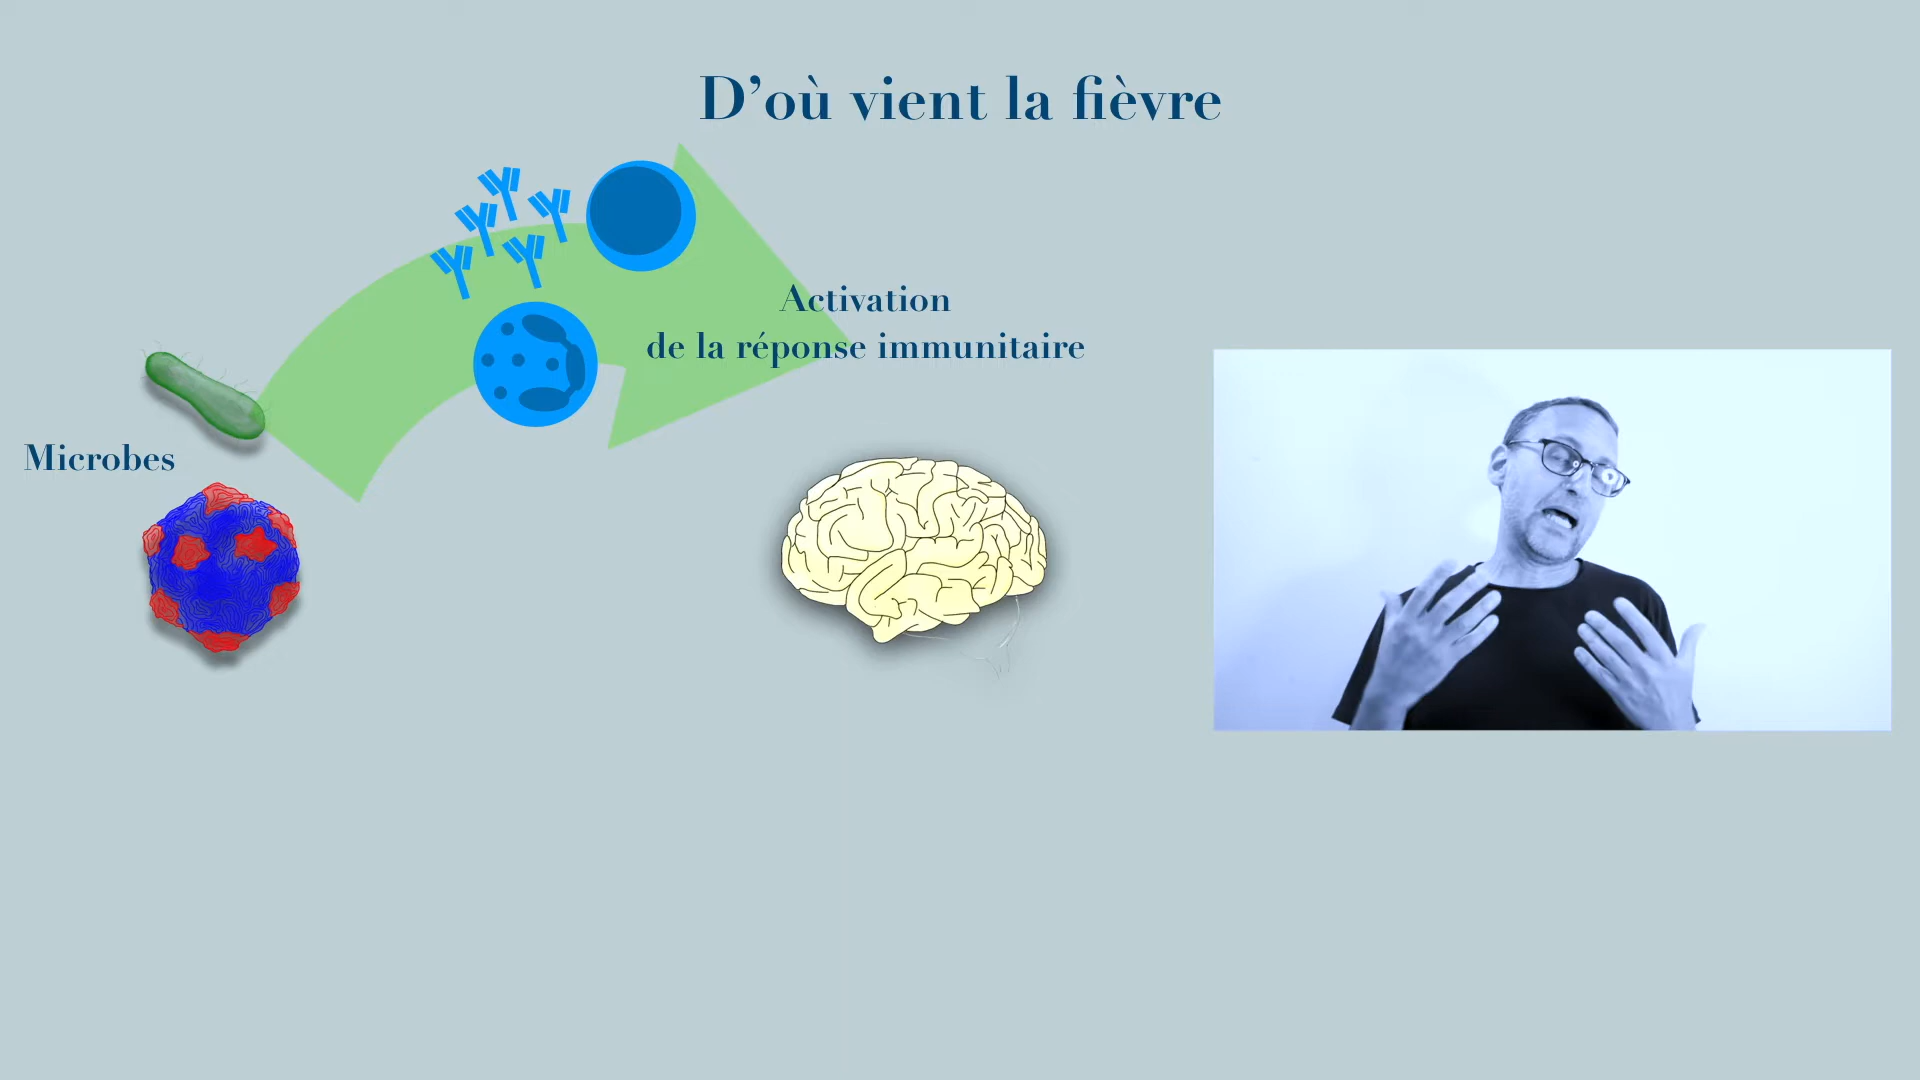 D’où vient la fièvre
Activation
de la réponse immunitaire
Microbes